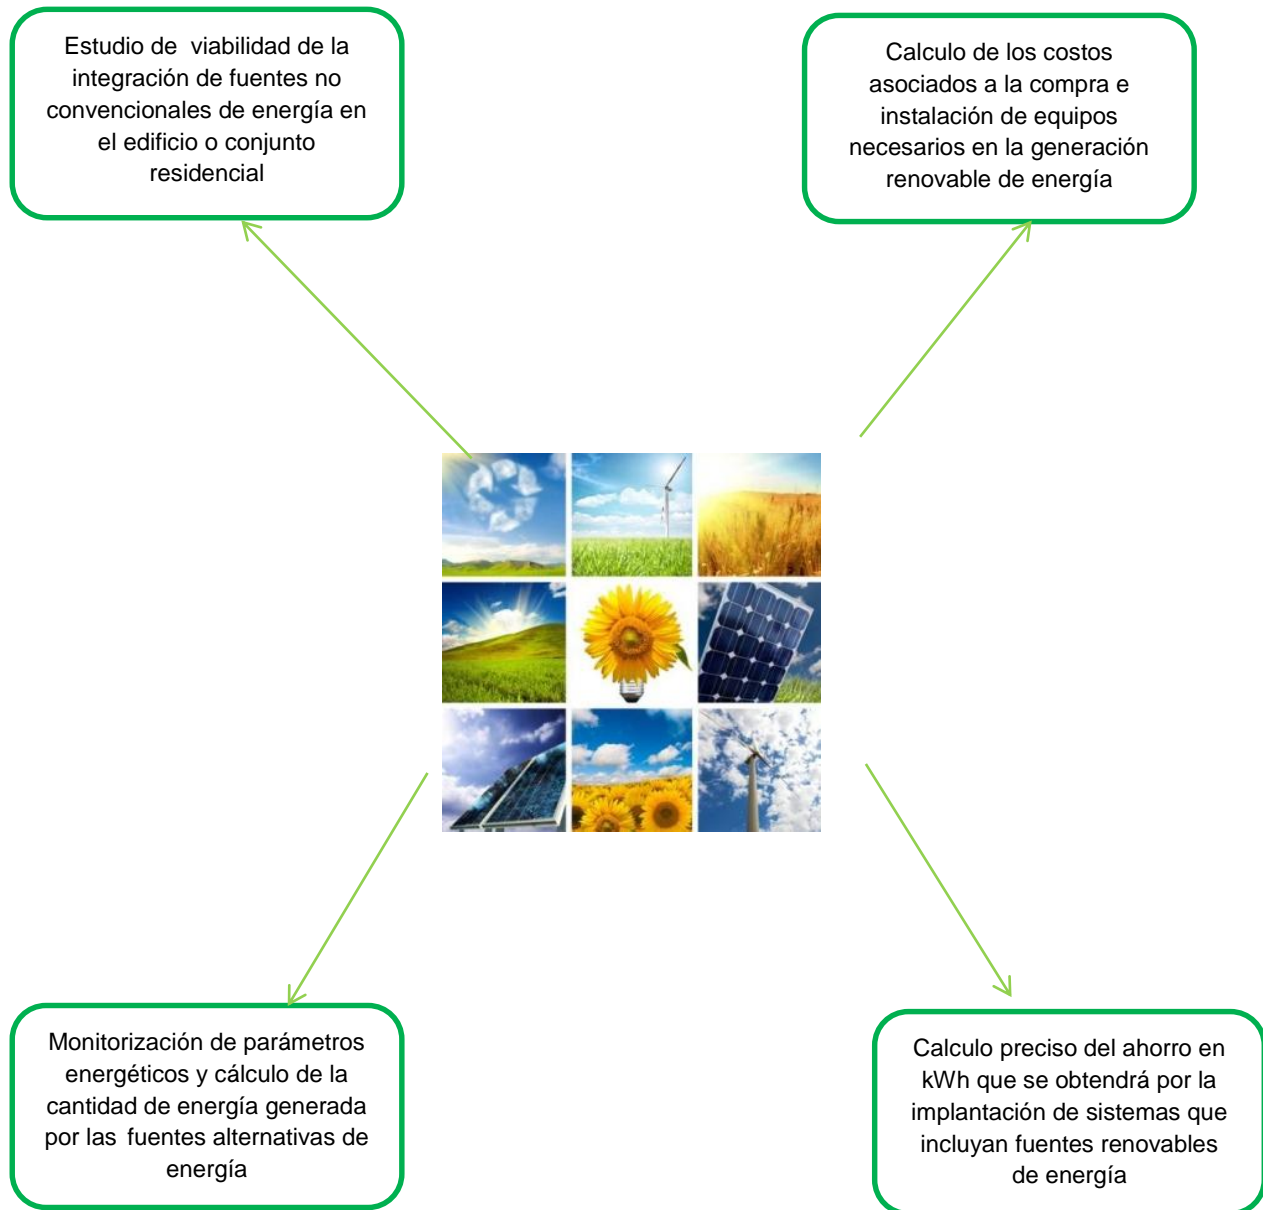 Estudio de viabilidad de la
integración de fuentes no
convencionales de energía en
el edificio o conjunto
residencial
Calculo de los costos
asociados a la compra e
instalación de equipos
necesarios en la generación
renovable de energía
Monitorización de parámetros
energéticos y cálculo de la
cantidad de energía generada
por las fuentes alternativas de
energía
Calculo preciso del ahorro en
kWh que se obtendrá por la
implantación de sistemas que
incluyan fuentes renovables
de energía